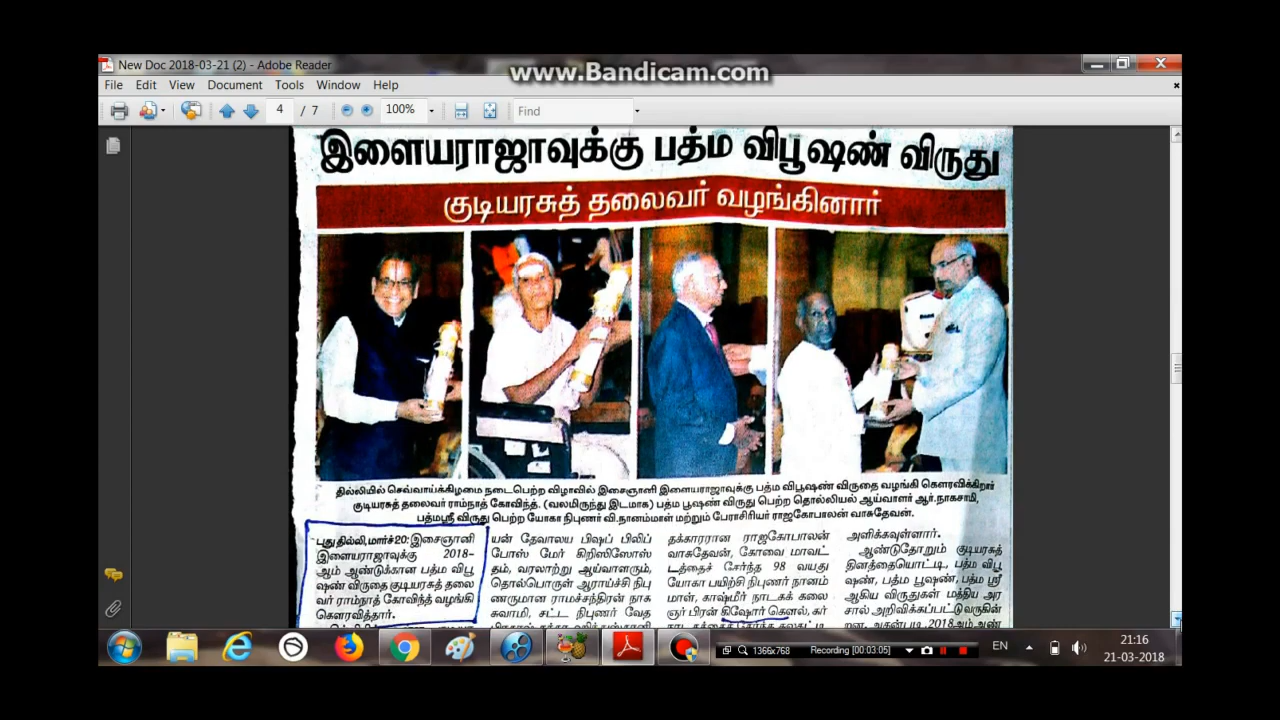 New Doc 2018-03-21 (2) - Adobe Reader
www.Bandicam.com
File Edit View Document Tools Window Help
4 / 7 100% Find
இளையராஜாவுக்கு பத்ம விபூஷண் விருது
குடியரசுத் தலைவர் வழங்கினார்
தில்லியில் செவ்வாய்க்கிழமை நடைபெற்ற விழாவில் இசைஞானி இளையராஜாவுக்கு பத்ம விபூஷண் விருதை வழங்கி கௌரவிக்கிறார்
குடியரசுத் தலைவர் ராம்நாத் கோவிந்த். (வலமிருந்து இடமாக) பத்ம பூஷண் விருது பெற்ற தொல்லியல் ஆய்வாளர் ஆர்.நாகசாமி,
பத்மஸ்ரீ விருது பெற்ற யோகா நிபுணர் வி.நானம்மாள் மற்றும் பேராசிரியர் ராஜகோபாலன் வாசுதேவன்.
புது தில்லி, மார்ச் 20: இசைஞானி
இளையராஜாவுக்கு 2018-
ஆம் ஆண்டுக்கான பத்ம விபூ
ஷண் விருதை குடியரசுத் தலை
வர் ராம்நாத் கோவிந்த் வழங்கி
கௌரவித்தார்.
யன் தேவாலய பிஷப் பிலிப்
போஸ் மேர் கிறிஸிஸோஸ்
தம், வரலாற்று ஆய்வாளரும்,
தொல்பொருள் ஆராய்ச்சி நிபு
ணருமான ராமச்சந்திரன் நாக
சுவாமி, சட்ட நிபுணர் வேத
தக்காரரான ராஜகோபாலன்
வாசுதேவன், கோவை மாவட்
டத்தைச் சேர்ந்த 98 வயது
யோகா பயிற்சி நிபுணர் நானம்
மாள், காஷ்மீர் நாடகக் கலை
ஞர் பிரன் கிஷோர் கௌல், கர்
அளிக்கவுள்ளார்.
ஆண்டுதோறும் குடியரசுத்
தினத்தையொட்டி, பத்ம விபூ
ஷண், பத்ம பூஷண், பத்ம ஸ்ரீ
ஆகிய விருதுகள் மத்திய அர
சால் அறிவிக்கப்பட்டு வருகின்
றன. அதன்படி, 2018ஆம் ஆண்
1366x768 Recording [00:03:05]
EN
21:16
21-03-2018